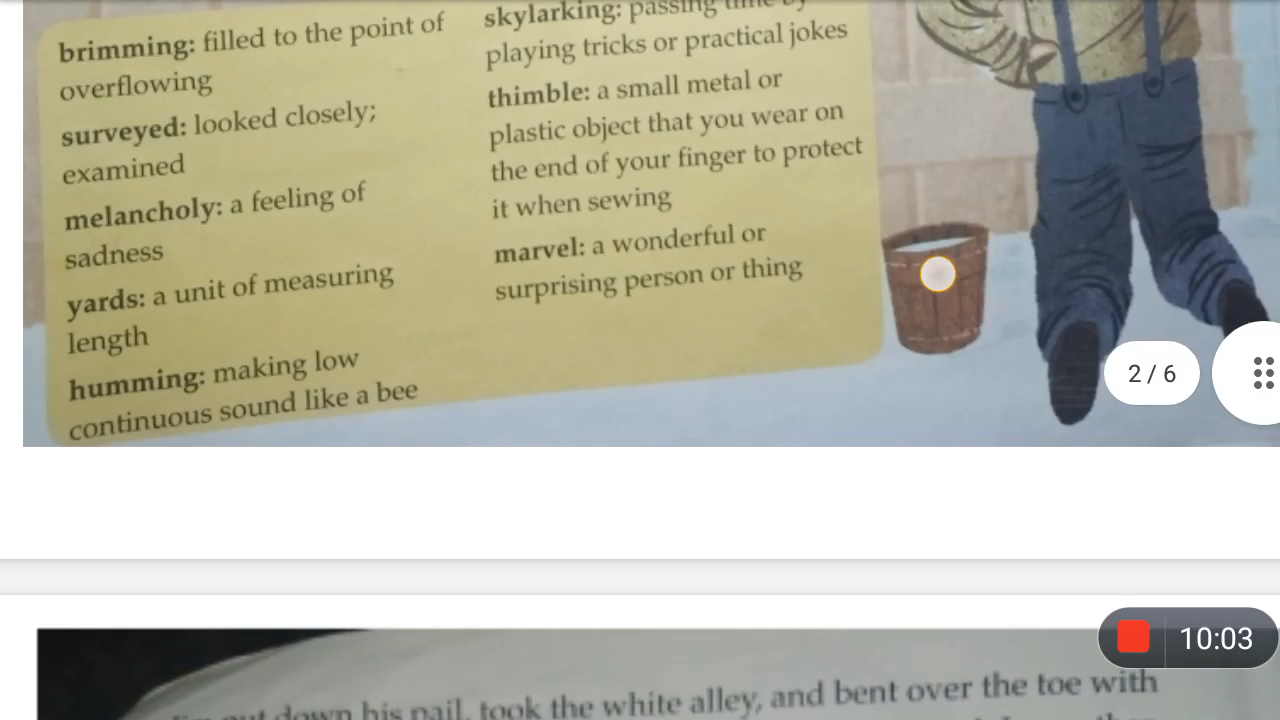 brimming: filled to the point of
overflowing
surveyed: looked closely;
examined
melancholy: a feeling of
sadness
yards: a unit of measuring
length
humming: making low
continuous sound like a bee
skylarking: passing time by
playing tricks or practical jokes
thimble: a small metal or
plastic object that you wear on
the end of your finger to protect
it when sewing
marvel: a wonderful or
surprising person or thing
2 / 6
10:03
put down his pail, took the white alley, and bent over the toe with